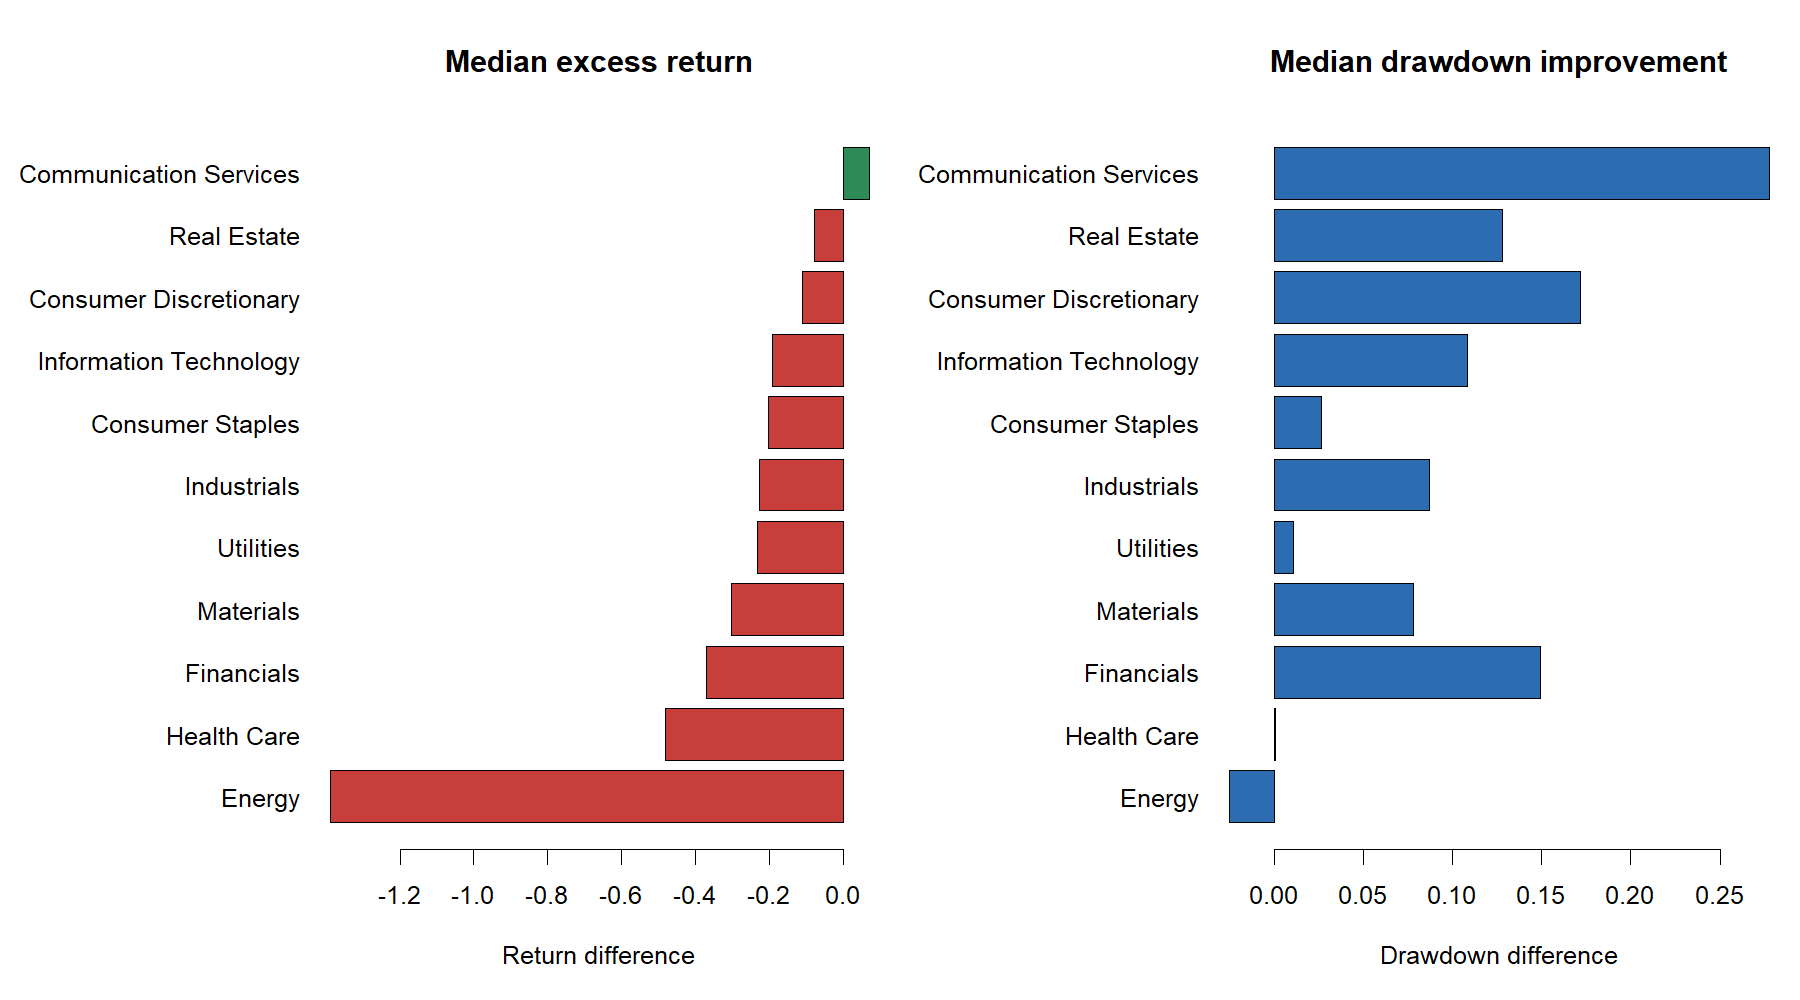 Median excess return
Communication Services
Real Estate
Consumer Discretionary
Information Technology
Consumer Staples
Industrials
Utilities
Materials
Financials
Health Care
Energy
-1.2 -1.0 -0.8 -0.6 -0.4 -0.2 0.0
Return difference
Median drawdown improvement
Communication Services
Real Estate
Consumer Discretionary
Information Technology
Consumer Staples
Industrials
Utilities
Materials
Financials
Health Care
Energy
0.00 0.05 0.10 0.15 0.20 0.25
Drawdown difference